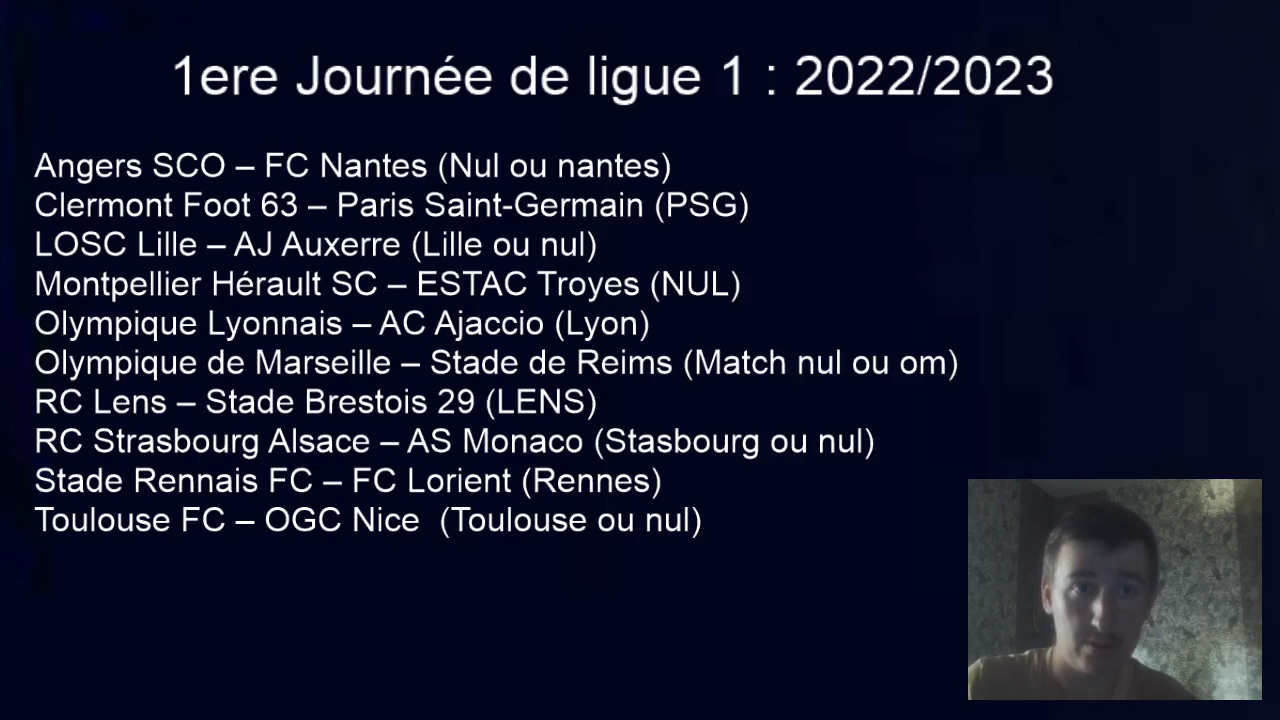 1ere Journée de ligue 1 : 2022/2023
Angers SCO – FC Nantes (Nul ou nantes)
Clermont Foot 63 – Paris Saint-Germain (PSG)
LOSC Lille – AJ Auxerre (Lille ou nul)
Montpellier Hérault SC – ESTAC Troyes (NUL)
Olympique Lyonnais – AC Ajaccio (Lyon)
Olympique de Marseille – Stade de Reims (Match nul ou om)
RC Lens – Stade Brestois 29 (LENS)
RC Strasbourg Alsace – AS Monaco (Stasbourg ou nul)
Stade Rennais FC – FC Lorient (Rennes)
Toulouse FC – OGC Nice  (Toulouse ou nul)